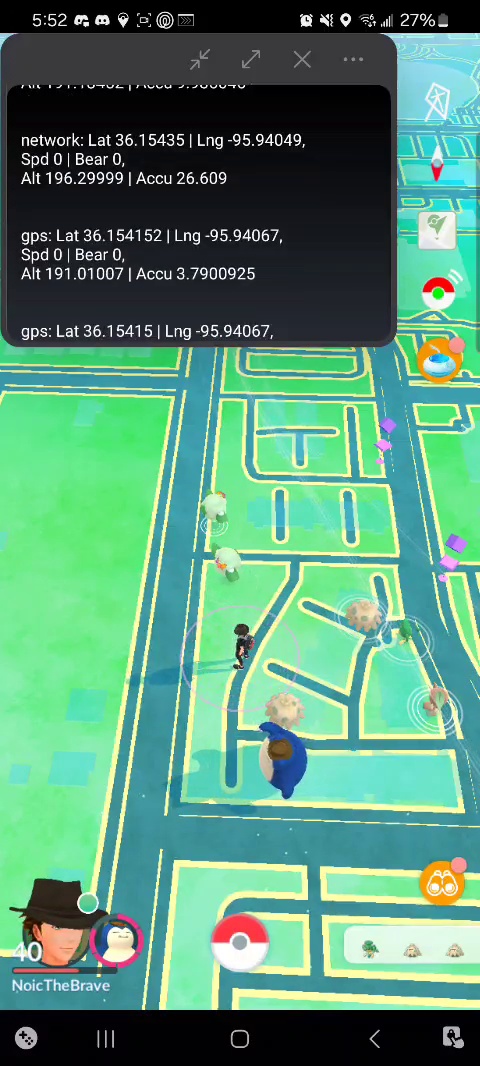 5:52
27%
Alt 191.13432 | Accu 9.980046
network: Lat 36.15435 | Lng -95.94049,
Spd 0 | Bear 0,
Alt 196.29999 | Accu 26.609
gps: Lat 36.154152 | Lng -95.94067,
Spd 0 | Bear 0,
Alt 191.01007 | Accu 3.7900925
gps: Lat 36.15415 | Lng -95.94067,
40
NoicTheBrave